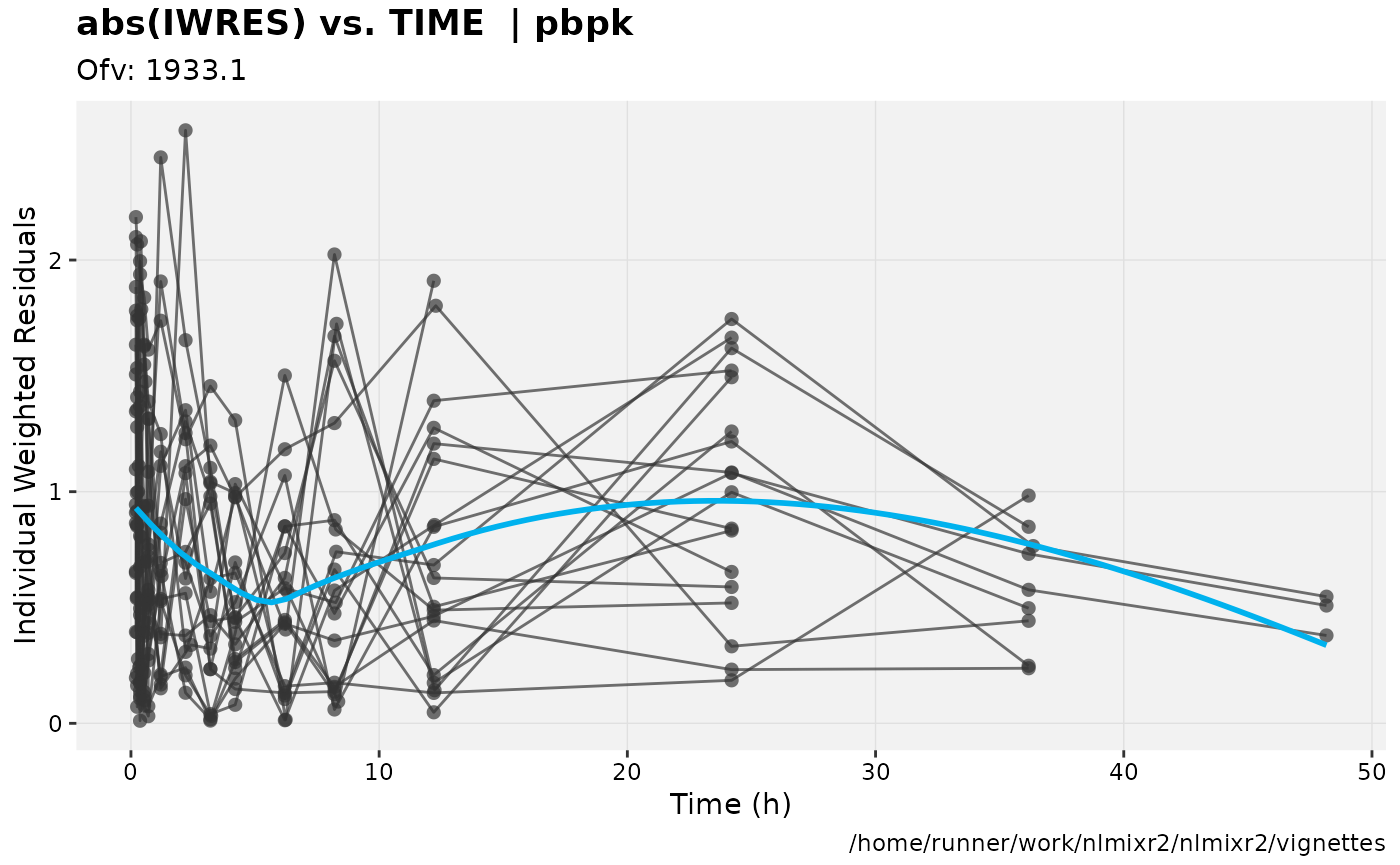 abs(IWRES) vs. TIME | pbpk
Ofv: 1933.1
Individual Weighted Residuals
2
1
0
0 10 20 30 40 50
Time (h)
/home/runner/work/nlmixr2/nlmixr2/vignettes